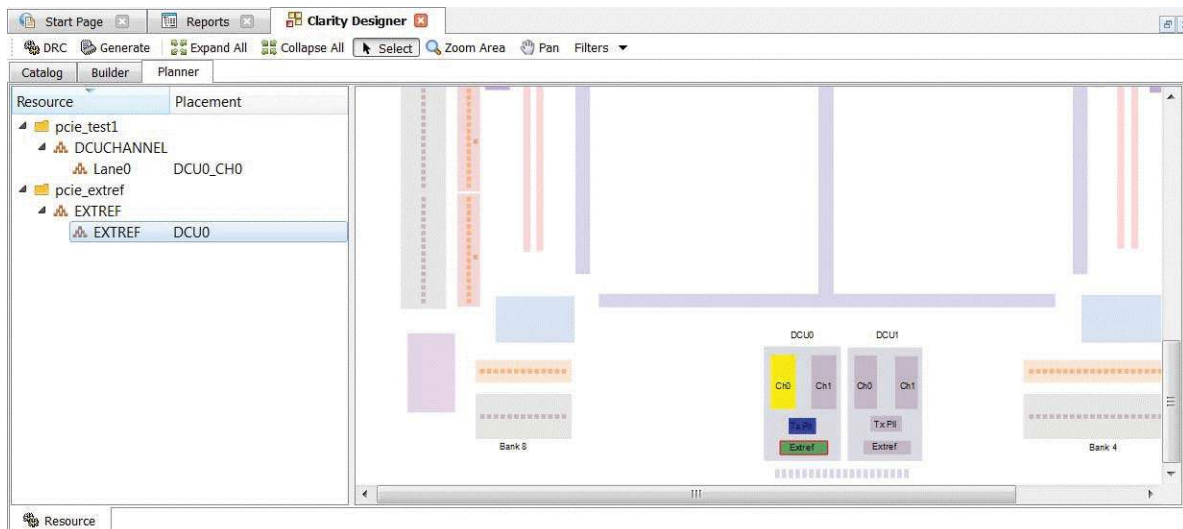 Start Page Reports Clarity Designer
DRC Generate Expand All Collapse All Select Zoom Area Pan Filters
Catalog Builder Planner
Resource Placement
pcie_test1
DCUCHANNEL
Lane0 DCU0_CH0
pcie_extref
EXTREF
EXTREF DCU0
DCU0 DCU1
Ch0 Ch1 Ch0 Ch1
Tx Pll Tx Pll
Extref Extref
Bank 8 Bank 4
Resource